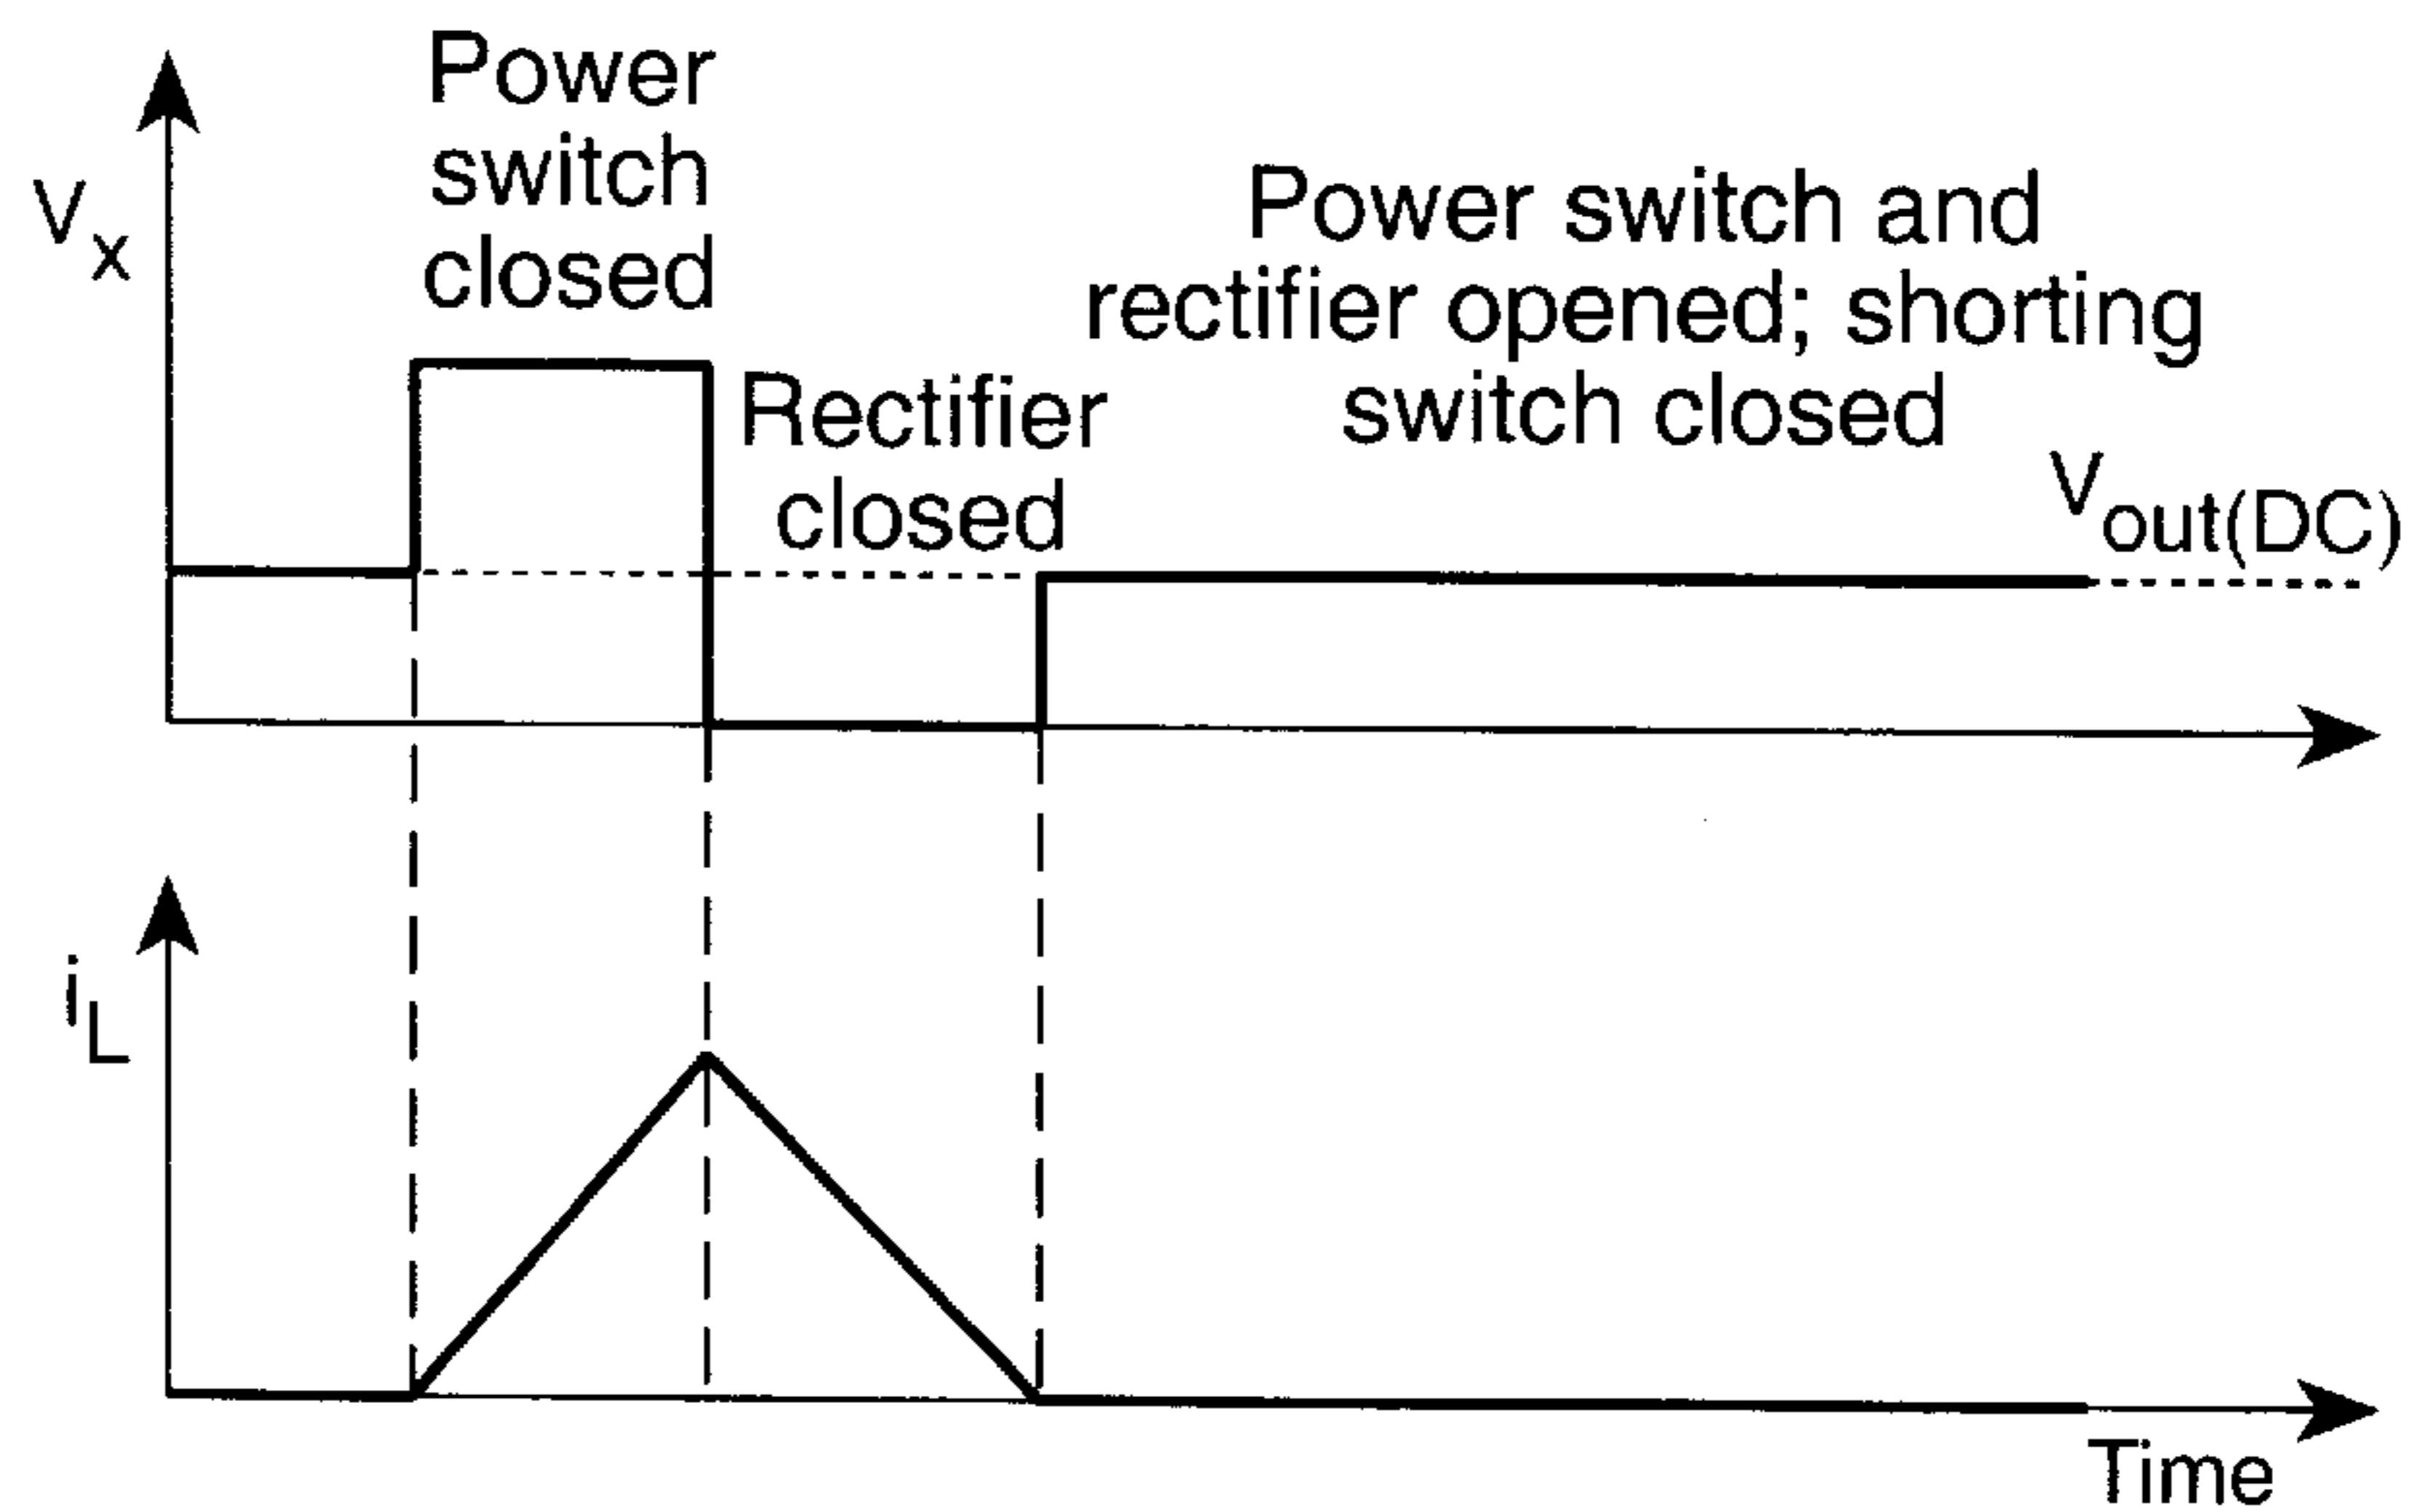 Power
switch
closed
Vx
Power switch and
rectifier opened; shorting
switch closed
Rectifier
closed
Vout(DC)
iL
Time